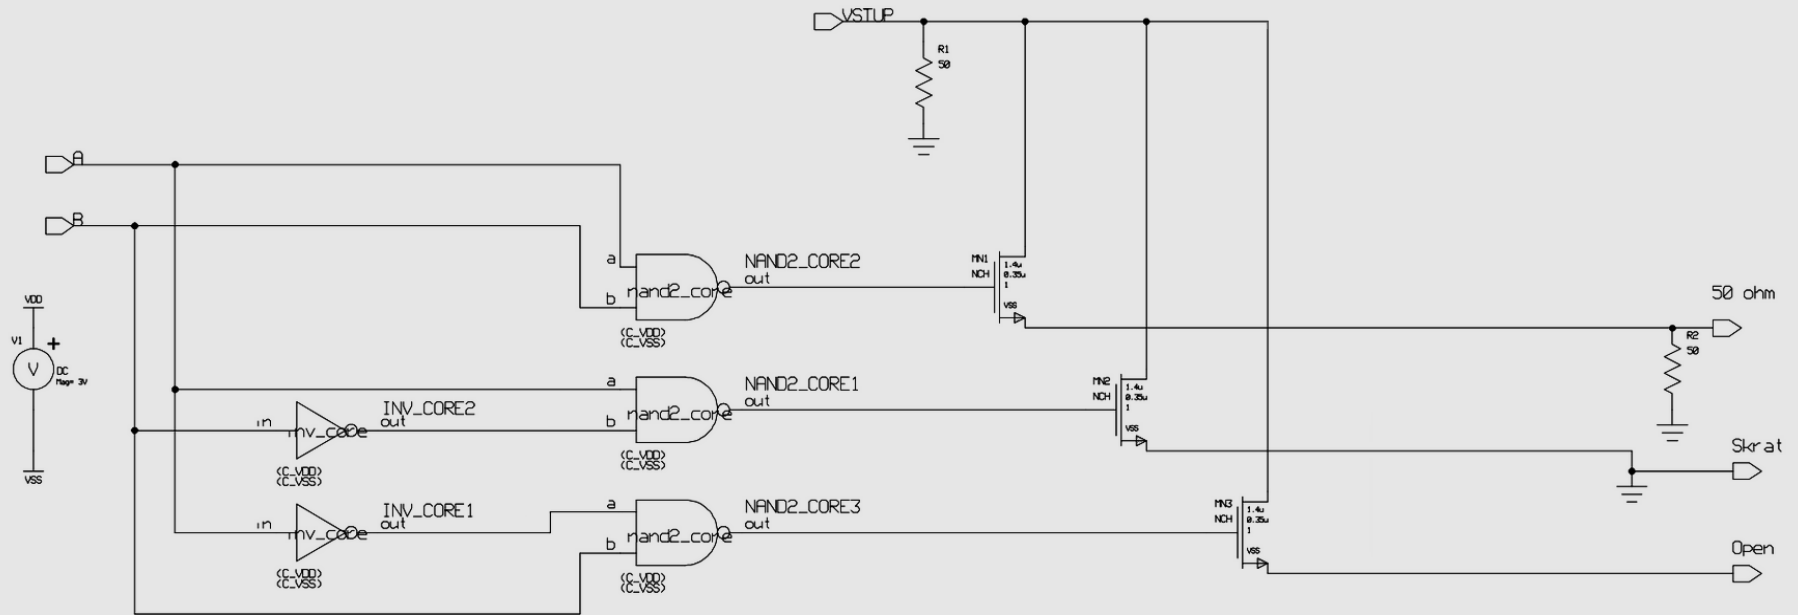 VSTUP
R1
50
A
B
a
NAND2_CORE2
out
nand2_core
b
(C_VDD)
(C_VSS)
MN1
NCH
1.4u
0.35u
1
VSS
50 ohm
R2
50
VDD
V1
+
V
DC
Mag= 3V
VSS
a
NAND2_CORE1
out
nand2_core
b
(C_VDD)
(C_VSS)
MN2
NCH
1.4u
0.35u
1
VSS
in
inv_core
INV_CORE2
out
(C_VDD)
(C_VSS)
Skrat
a
NAND2_CORE3
out
nand2_core
b
(C_VDD)
(C_VSS)
MN3
NCH
1.4u
0.35u
1
VSS
in
inv_core
INV_CORE1
out
(C_VDD)
(C_VSS)
Open